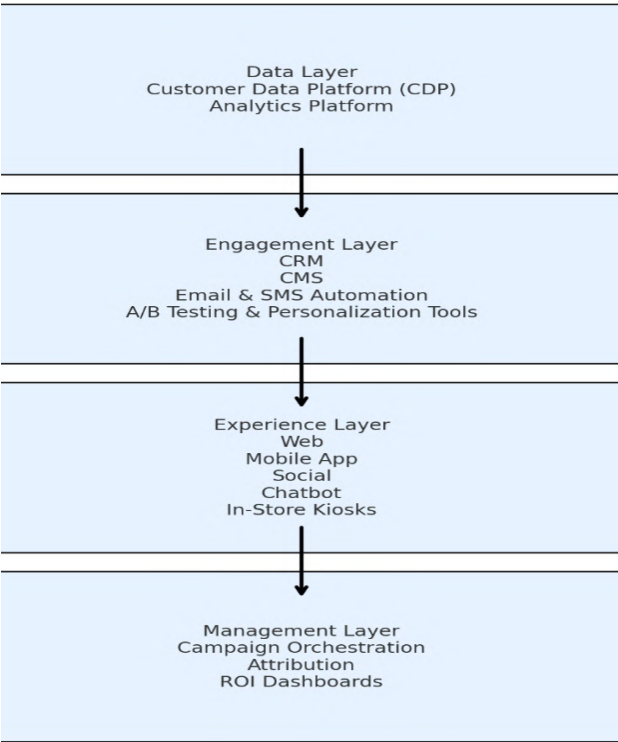 Data Layer
Customer Data Platform (CDP)
Analytics Platform
Engagement Layer
CRM
CMS
Email & SMS Automation
A/B Testing & Personalization Tools
Experience Layer
Web
Mobile App
Social
Chatbot
In-Store Kiosks
Management Layer
Campaign Orchestration
Attribution
ROI Dashboards